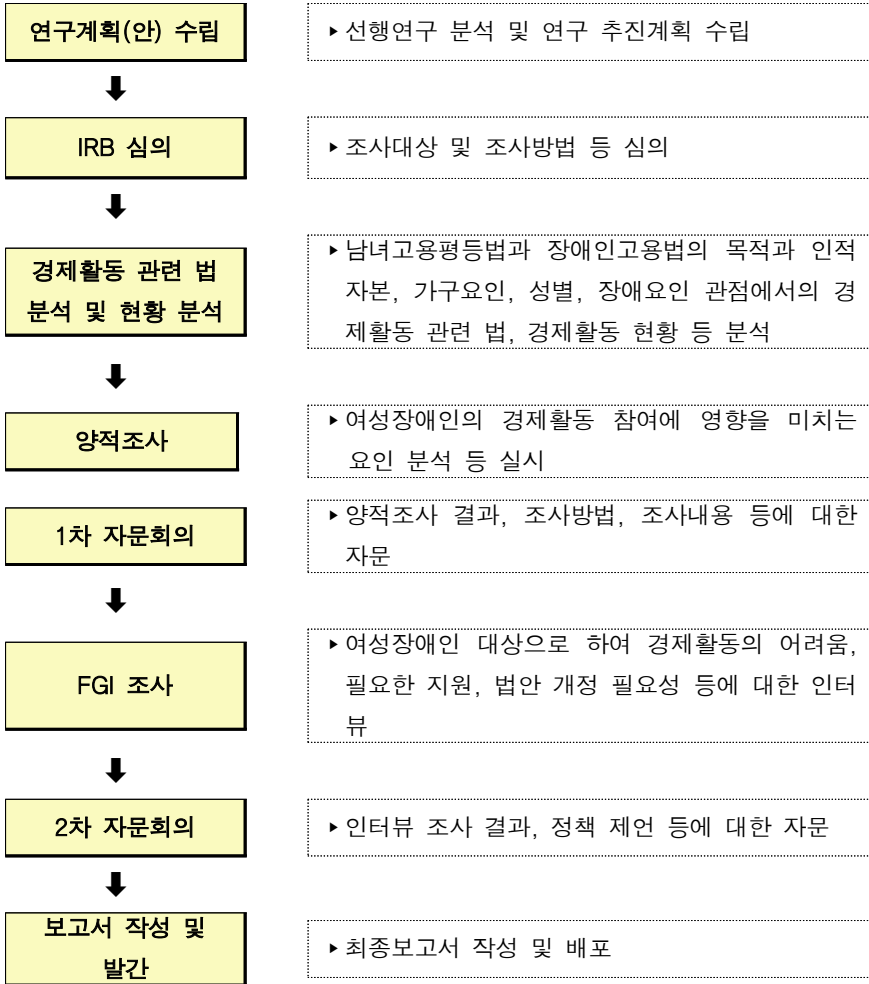 연구계획(안) 수립
▸선행연구 분석 및 연구 추진계획 수립
IRB 심의
▸조사대상 및 조사방법 등 심의
경제활동 관련 법
분석 및 현황 분석
▸남녀고용평등법과 장애인고용법의 목적과 인적
자본, 가구요인, 성별, 장애요인 관점에서의 경
제활동 관련 법, 경제활동 현황 등 분석
양적조사
▸여성장애인의 경제활동 참여에 영향을 미치는
요인 분석 등 실시
1차 자문회의
▸양적조사 결과, 조사방법, 조사내용 등에 대한
자문
FGI 조사
▸여성장애인 대상으로 하여 경제활동의 어려움,
필요한 지원, 법안 개정 필요성 등에 대한 인터
뷰
2차 자문회의
▸인터뷰 조사 결과, 정책 제언 등에 대한 자문
보고서 작성 및
발간
▸최종보고서 작성 및 배포